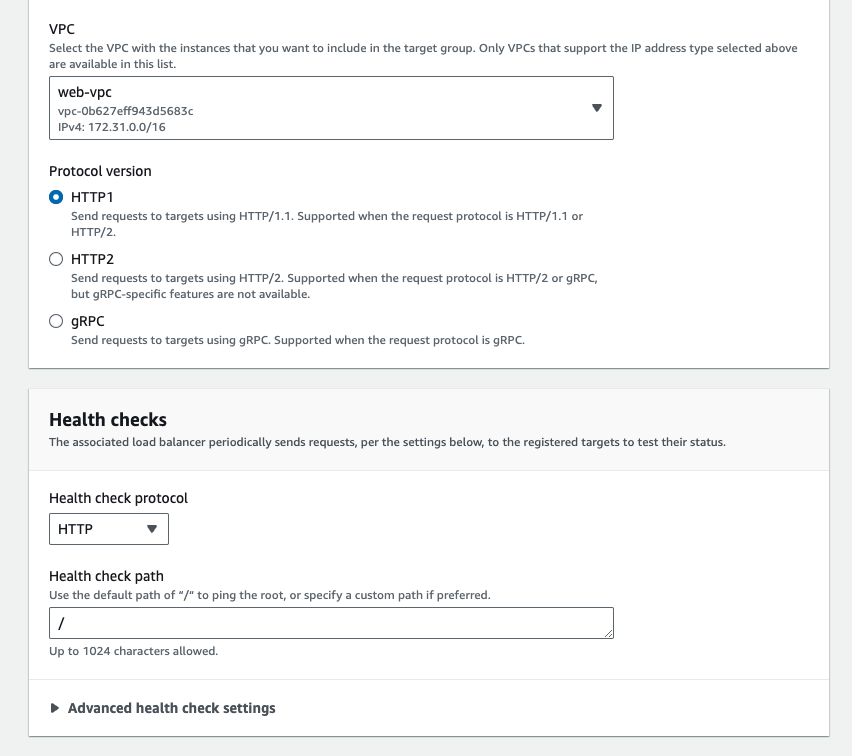 VPC
Select the VPC with the instances that you want to include in the target group. Only VPCs that support the IP address type selected above
are available in this list.
web-vpc
vpc-0b627eff943d5683c
IPv4: 172.31.0.0/16
Protocol version
HTTP1
Send requests to targets using HTTP/1.1. Supported when the request protocol is HTTP/1.1 or
HTTP/2.
HTTP2
Send requests to targets using HTTP/2. Supported when the request protocol is HTTP/2 or gRPC,
but gRPC-specific features are not available.
gRPC
Send requests to targets using gRPC. Supported when the request protocol is gRPC.
Health checks
The associated load balancer periodically sends requests, per the settings below, to the registered targets to test their status.
Health check protocol
HTTP
Health check path
Use the default path of “/“ to ping the root, or specify a custom path if preferred.
/
Up to 1024 characters allowed.
Advanced health check settings